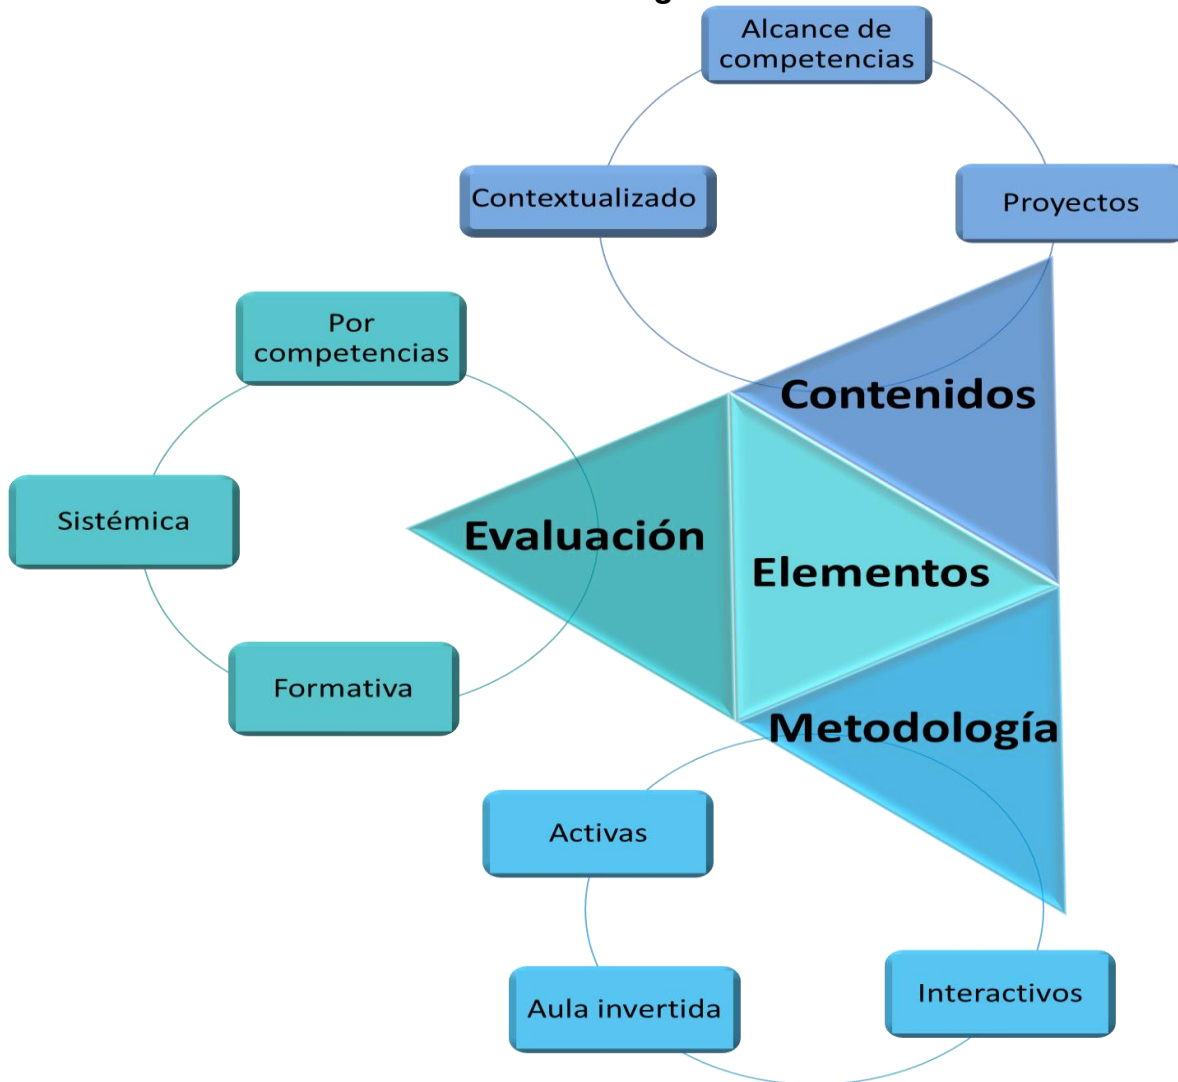 Alcance de
competencias
Contextualizado
Proyectos
Contenidos
Por
competencias
Sistémica
Formativa
Evaluación
Elementos
Metodología
Activas
Aula invertida
Interactivos